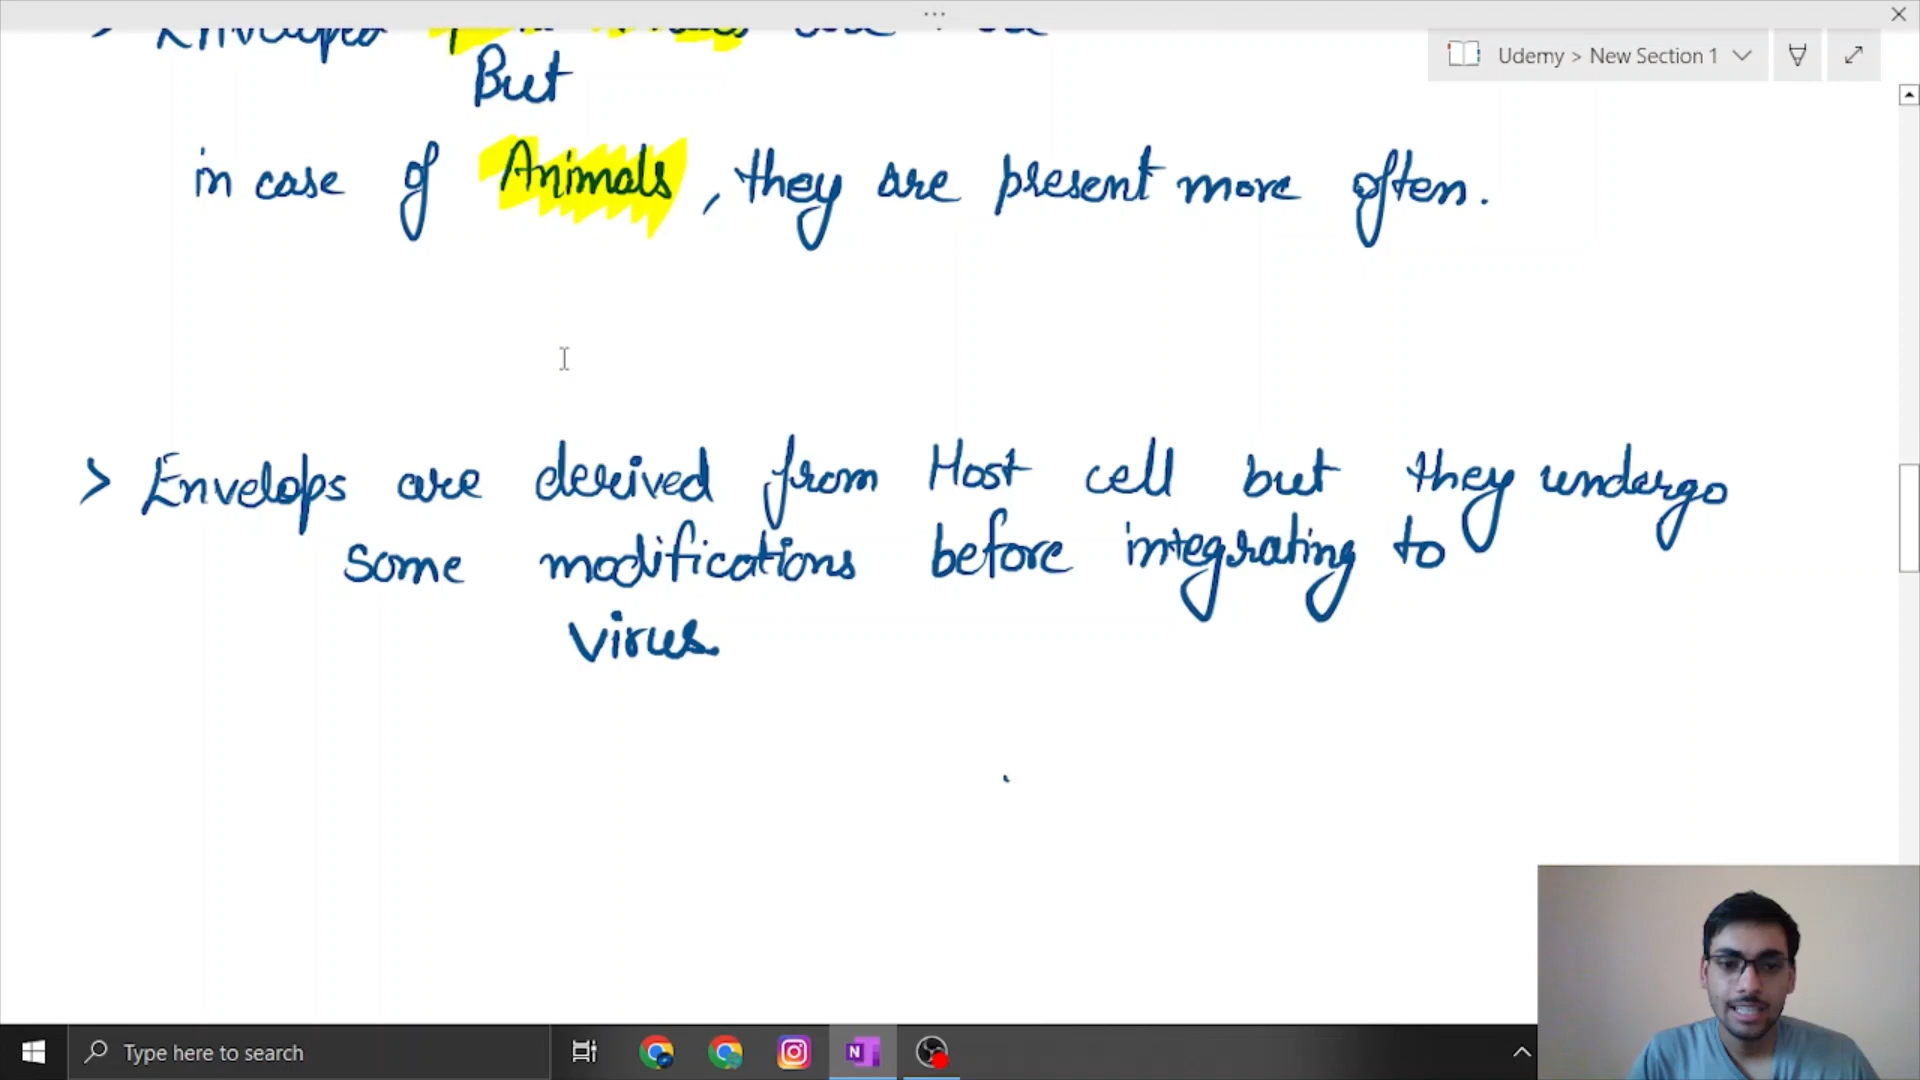 ...
Enveloped
But
Udemy > New Section 1
in case of Animals, they are present more often.
> Envelops are derived from Host cell but they undergo
some modifications before integrating to
virus.
Type here to search
N